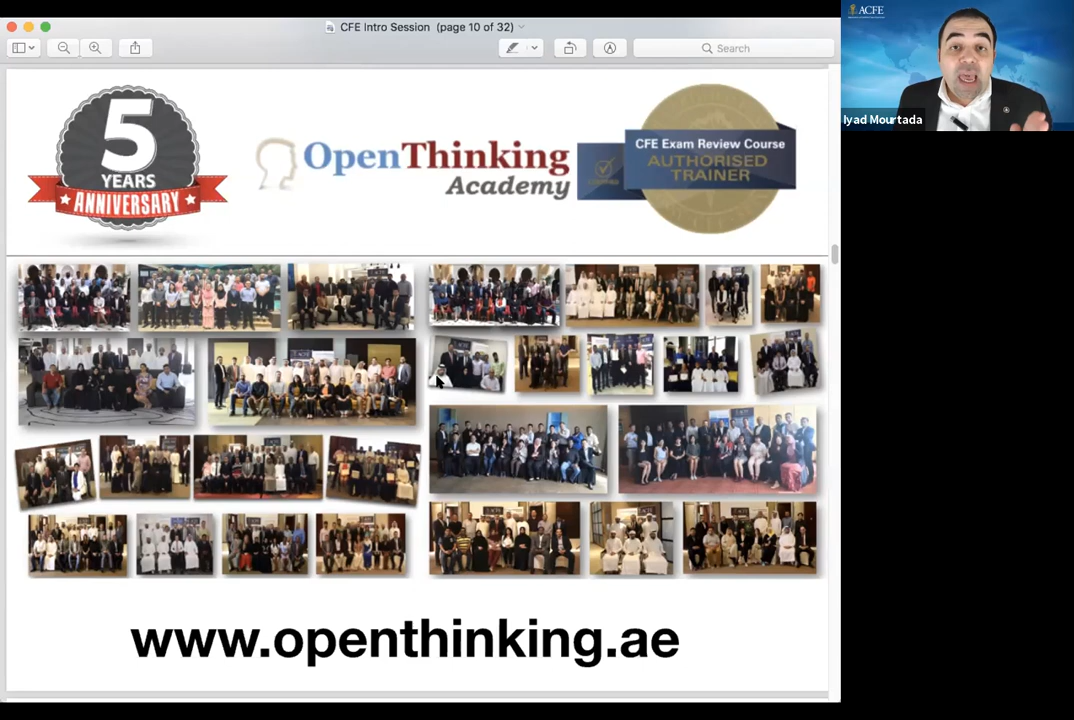 CFE Intro Session (page 10 of 32)
Search
ACFE
Iyad Mourtada
5
YEARS
ANNIVERSARY
OpenThinking
Academy
CFE Exam Review Course
AUTHORISED
TRAINER
www.openthinking.ae